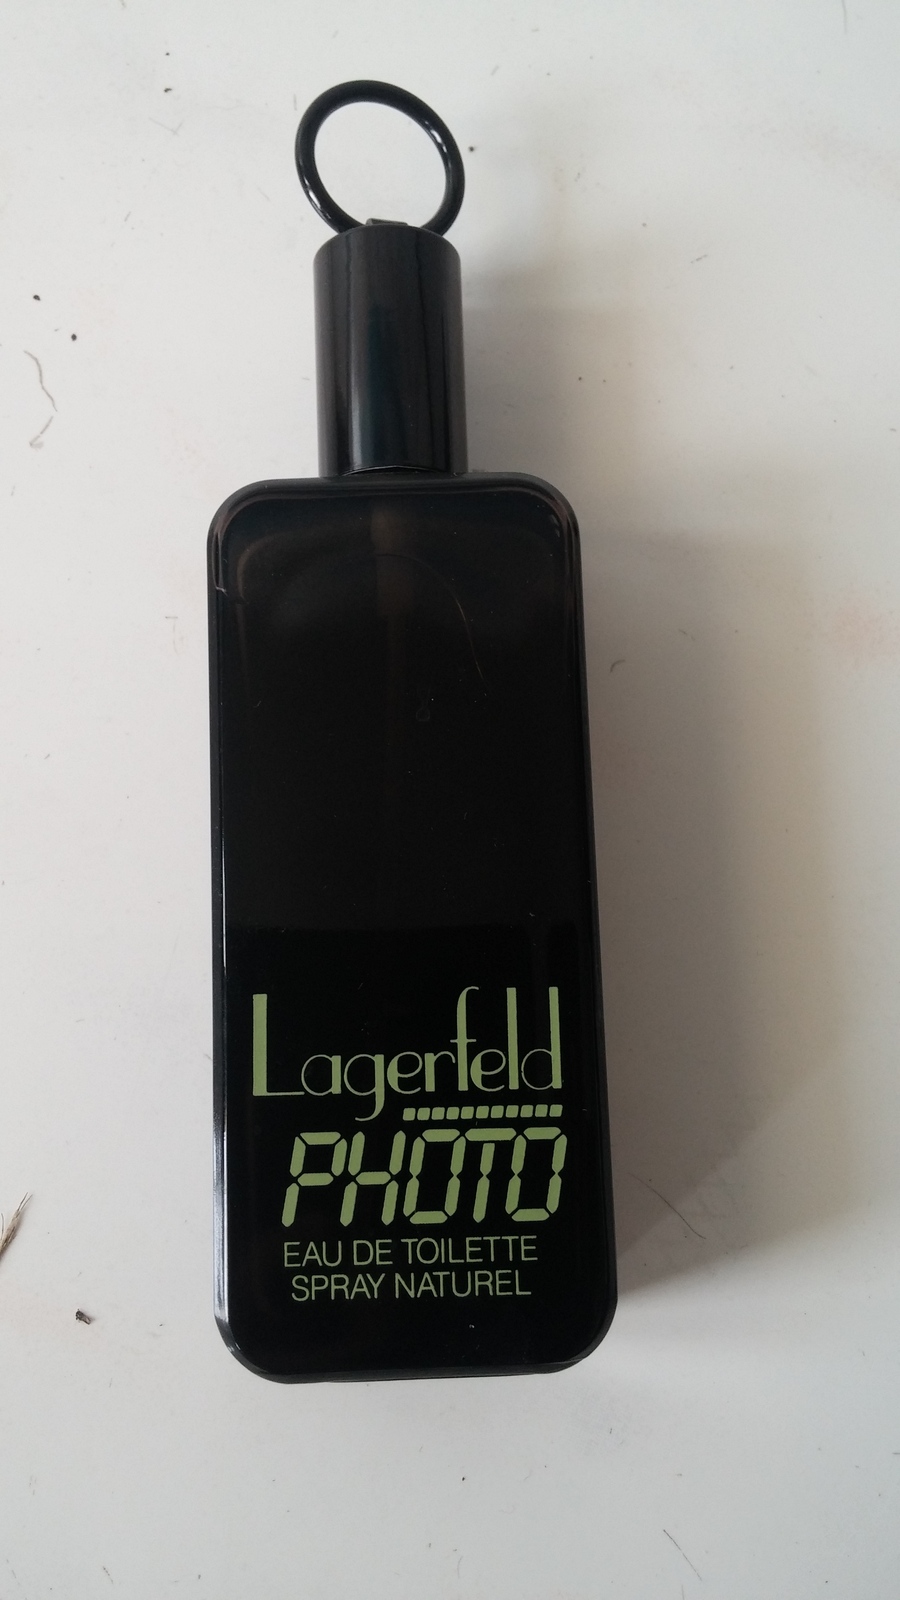 Lagerfeld
PHOTO
EAU DE TOILETTE
SPRAY NATUREL